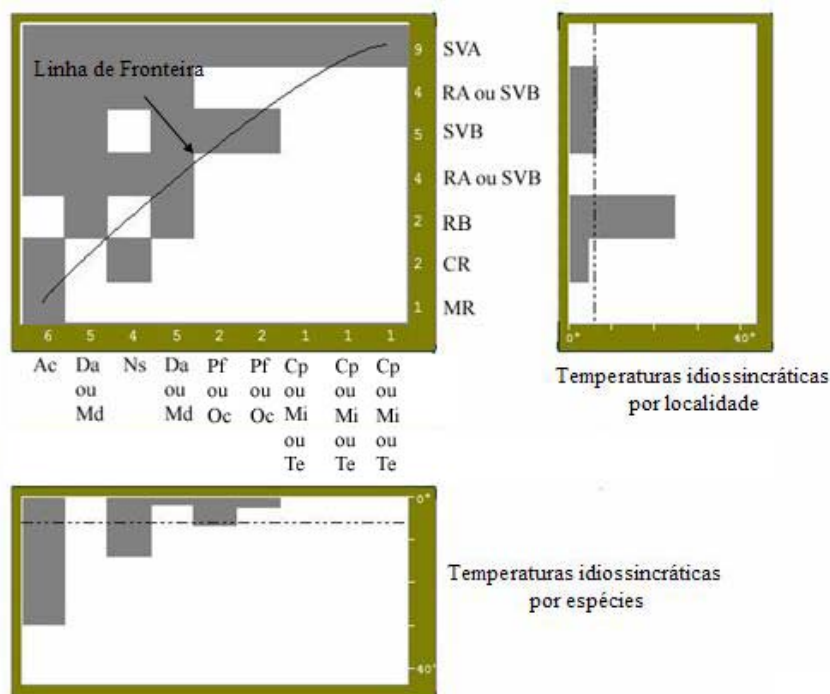 Linha de Fronteira
9 SVA
4 RA ou SVB
5 SVB
4 RA ou SVB
2 RB
2 CR
1 MR
6 5 4 5 2 2 1 1 1
Ac Da Ns Da Pf Pf Cp Cp Cp
ou ou ou ou ou ou ou
Md Md Oc Oc Mi Mi Mi
ou ou ou
Te Te Te
0° 40°
Temperaturas idiossincráticas
por localidade
0°
40°
Temperaturas idiossincráticas
por espécies